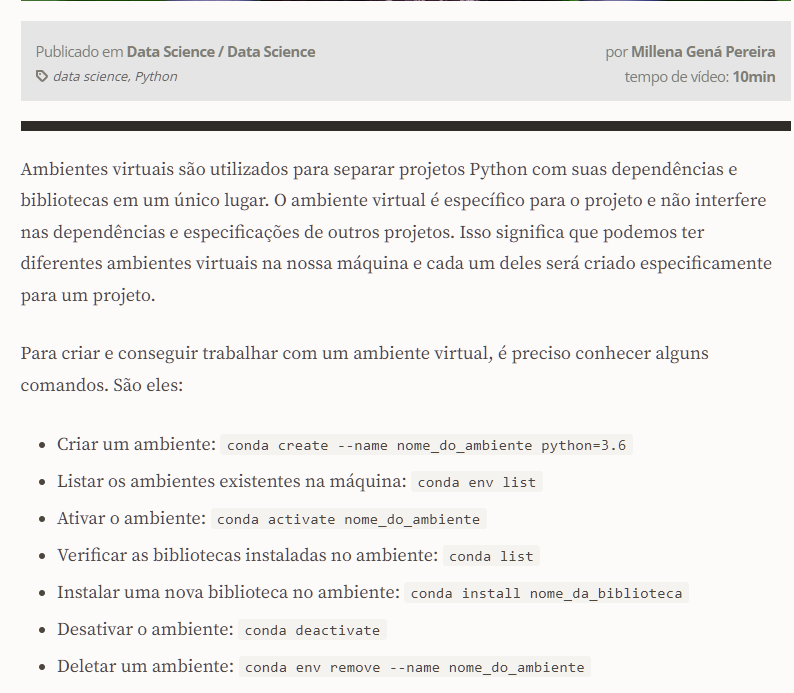 Publicado em Data Science / Data Science
por Millena Gená Pereira
data science, Python
tempo de vídeo: 10min
Ambientes virtuais são utilizados para separar projetos Python com suas dependências e
bibliotecas em um único lugar. O ambiente virtual é específico para o projeto e não interfere
nas dependências e especificações de outros projetos. Isso significa que podemos ter
diferentes ambientes virtuais na nossa máquina e cada um deles será criado especificamente
para um projeto.
Para criar e conseguir trabalhar com um ambiente virtual, é preciso conhecer alguns
comandos. São eles:
• Criar um ambiente: conda create --name nome_do_ambiente python=3.6
• Listar os ambientes existentes na máquina: conda env list
• Ativar o ambiente: conda activate nome_do_ambiente
• Verificar as bibliotecas instaladas no ambiente: conda list
• Instalar uma nova biblioteca no ambiente: conda install nome_da_biblioteca
• Desativar o ambiente: conda deactivate
• Deletar um ambiente: conda env remove --name nome_do_ambiente